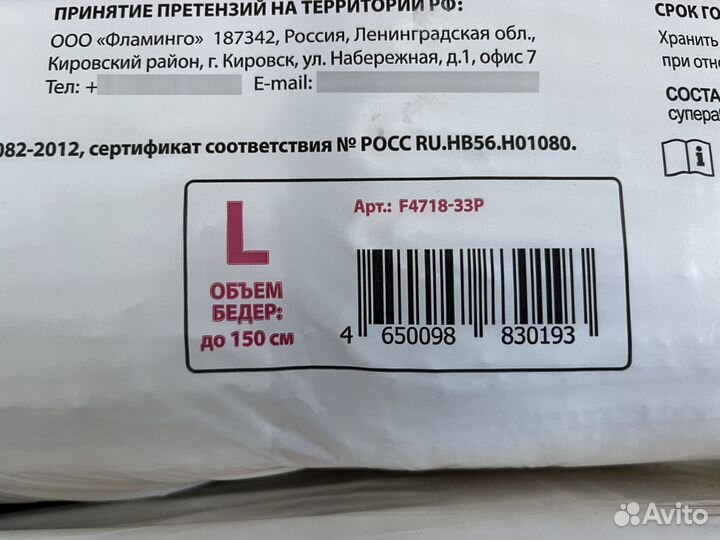 ПРИНЯТИЕ ПРЕТЕНЗИЙ НА ТЕРРИТОРИИ РФ:
ООО «Фламинго» 187342, Россия, Ленинградская обл.,
Кировский район, г. Кировск, ул. Набережная, д.1, офис 7
Тел: +
E-mail:
082-2012, сертификат соответствия № РОСС RU.HB56.H01080.
СРОК ГО
Хранить
при отно
СОСТА
супераб
i
L
ОБЪЕМ
БЕДЕР:
до 150 см
Арт.: F4718-33P
4 650098 830193
Avito